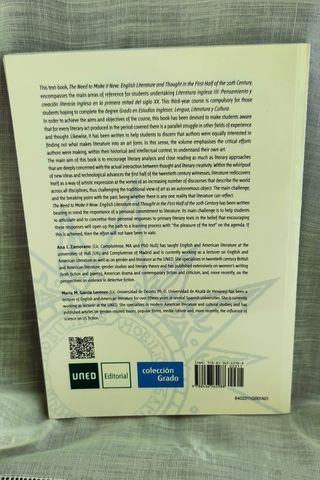 This text-book, The Need to Make It New: English Literature and Thought in the First Half of the 20th Century,
encompasses the main areas of reference for students undertaking Literatura Inglesa III: Pensamiento y
creación literaria inglesa en la primera mitad del siglo XX. This third-year course is compulsory for those
students hoping to complete the degree Grado en Estudios Ingleses: Lengua, Literatura y Cultura.
In order to achieve the aims and objectives of the course, this book has been devised to make students aware
that for every literary act produced in the period covered there is a parallel struggle in other fields of experience
and thought. Likewise, it has been written to help students to discern that authors were equally interested in
finding out what makes literature into an art form. In this sense, the volume emphasises the critical efforts
authors were making, within their historical and intellectual context, to understand their own art.
The main aim of this book is to encourage literary analysis and close reading as much as literary approaches
that are deeply concerned with the actual interaction between thought and literary creativity. Within the whirlpool
of new ideas and technological advances the first half of the twentieth century witnesses, literature rediscovers
itself as a way of artistic expression at the vortex of an increasing number of discourses that describe the world
across all disciplines, thus challenging the traditional view of art as an autonomous object. The main challenge,
and the breaking point with the past, being whether there is any one reality that literature can reflect.
The Need to Make It New: English Literature and Thought in the First Half of the 20th Century has been written
bearing in mind the importance of a personal commitment to literature. Its main challenge is to help students
to articulate and to conceive their personal responses to primary literary texts in the belief that encouraging
these responses will open up the path to a learning process with "the pleasure of the text" on the agenda. If
this is achieved, then the effort will not have been in vain.
Ana I. Zamorano (Lic. Complutense, MA and PhD Hull) has taught English and American literature at the
universities of Hull (UK) and Complutense of Madrid and is currently working as a lecturer on English and
American Literature as well as on gender and literature at the UNED. She specialises in twentieth century British
and American literature, gender studies and literary theory and has published extensively on women's writing
(both fiction and poetry), American drama and contemporary fiction and criticism, and, more recently, on the
perspectives on violence in detective fiction.
María M. García Lorenzo (Lic. Universidad de Oviedo; Ph. D. Universidad de Alcalá de Henares) has been a
lecturer of English and American literature for over fifteen years at several Spanish universities. She is currently
working as lecturer at the UNED. She specializes in modern American literature and cultural studies and has
published articles on gender-related issues, popular forms, media culture and, more recently, the influence of
science on US fiction.
UNED
Editorial
colección
Grado
6402311GR01A01